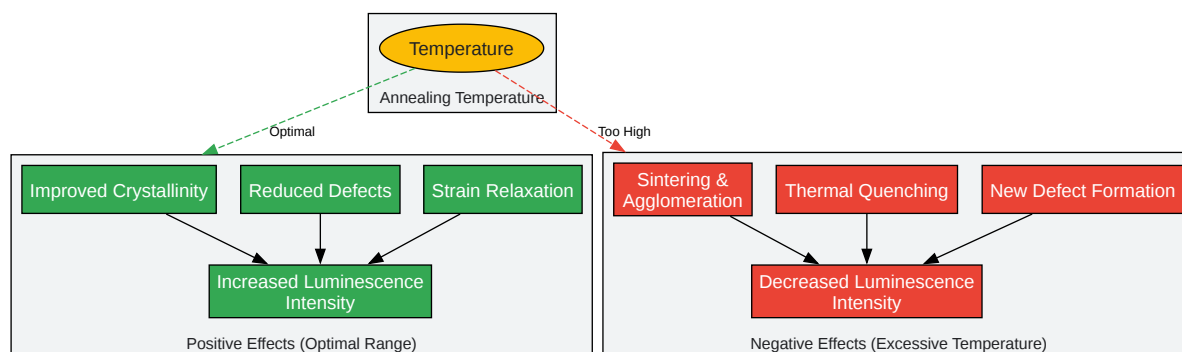 Temperature
Annealing Temperature
Optimal
Too High
Improved Crystallinity
Reduced Defects
Strain Relaxation
Sintering &
Agglomeration
Thermal Quenching
New Defect Formation
Increased Luminescence
Intensity
Decreased Luminescence
Intensity
Positive Effects (Optimal Range)
Negative Effects (Excessive Temperature)